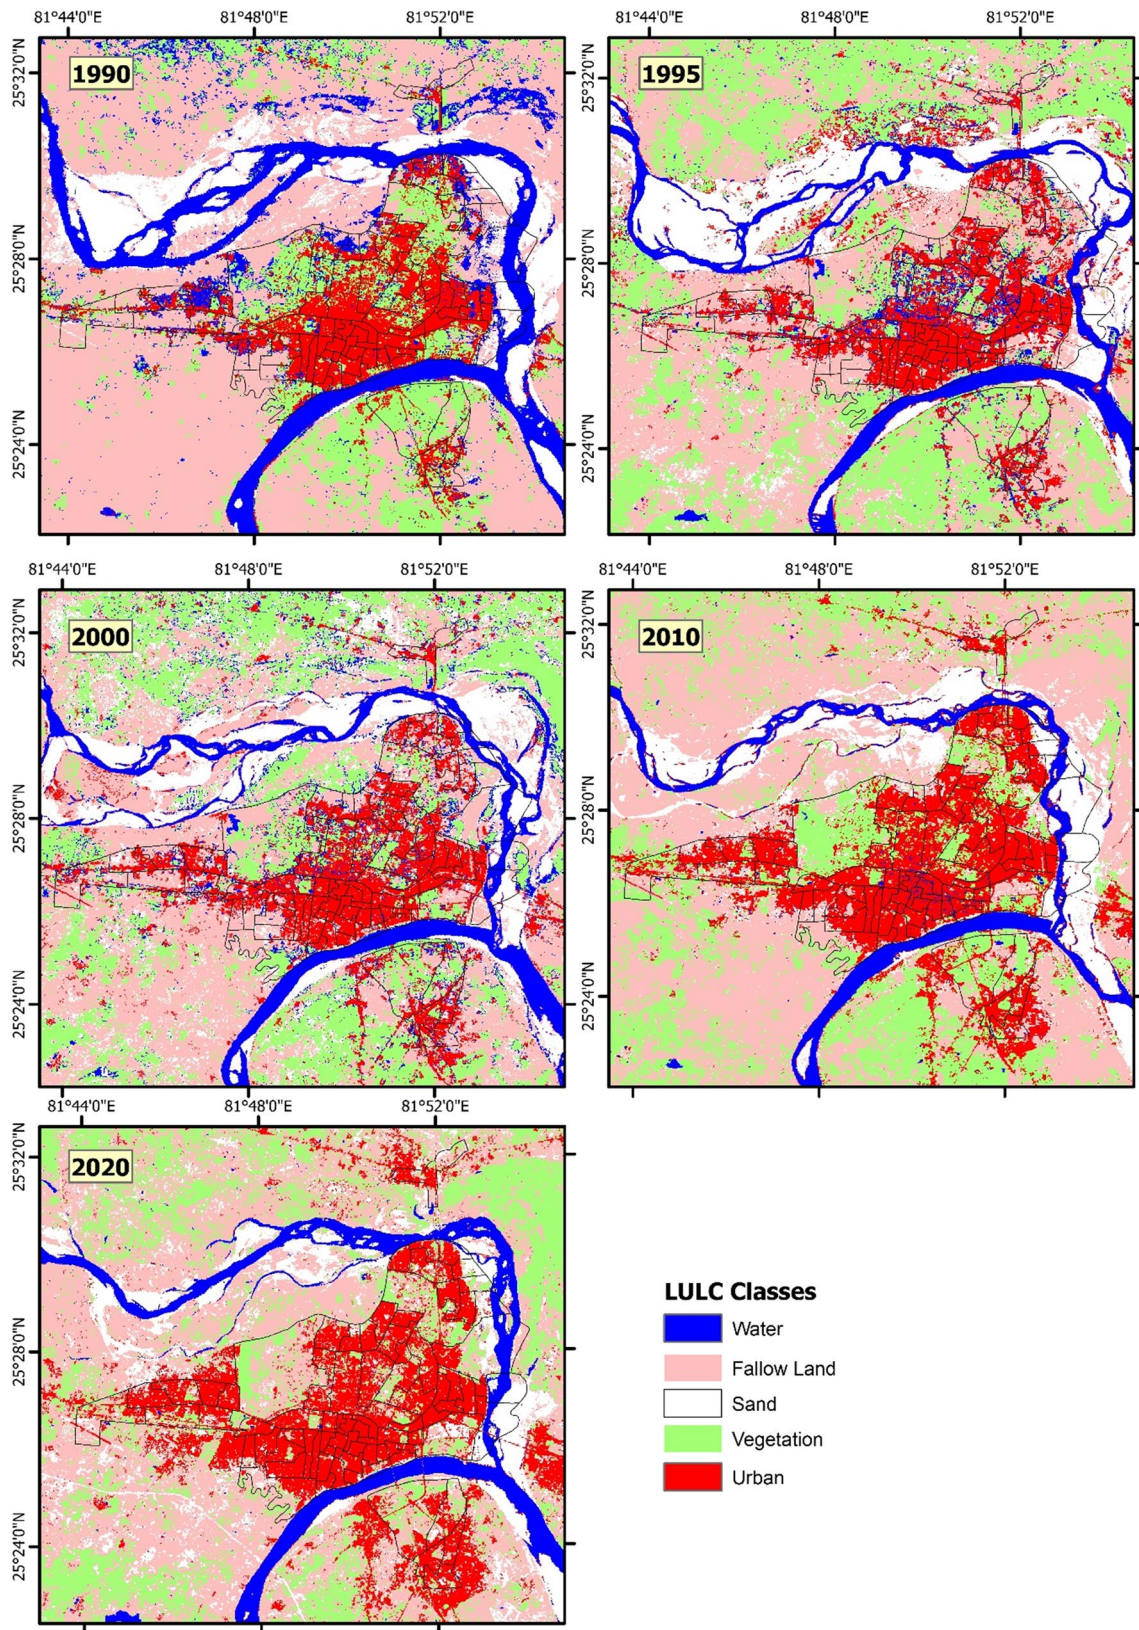 81°44'0"E 81°48'0"E 81°52'0"E 81°44'0"E 81°48'0"E 81°52'0"E
25°32'0"N
1990
25°28'0"N
25°24'0"N
25°32'0"N
1995
25°28'0"N
25°24'0"N
81°44'0"E 81°48'0"E 81°52'0"E 81°44'0"E 81°48'0"E 81°52'0"E
25°32'0"N
2000
25°28'0"N
25°24'0"N
25°32'0"N
2010
25°28'0"N
25°24'0"N
81°44'0"E 81°48'0"E 81°52'0"E
25°32'0"N
2020
25°28'0"N
25°24'0"N
LULC Classes
Water
Fallow Land
Sand
Vegetation
Urban